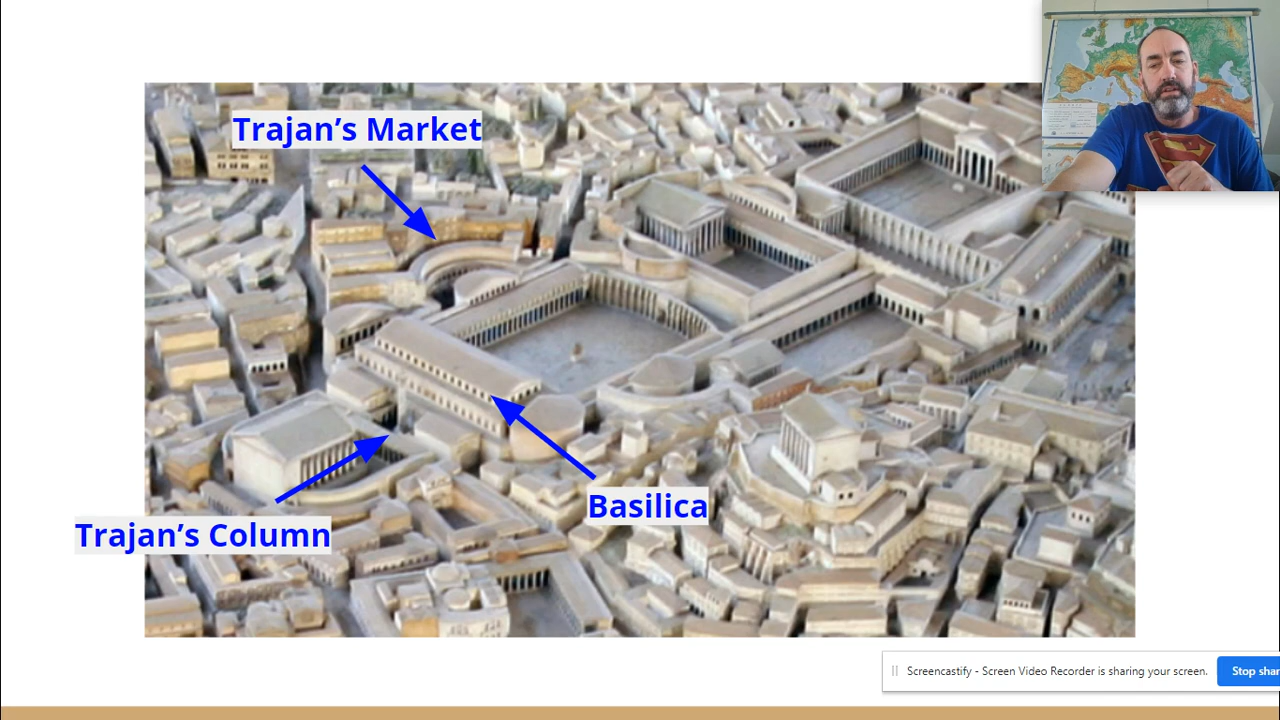 Trajan’s Market
Basilica
Trajan’s Column
Screencastify - Screen Video Recorder is sharing your screen.
Stop shar